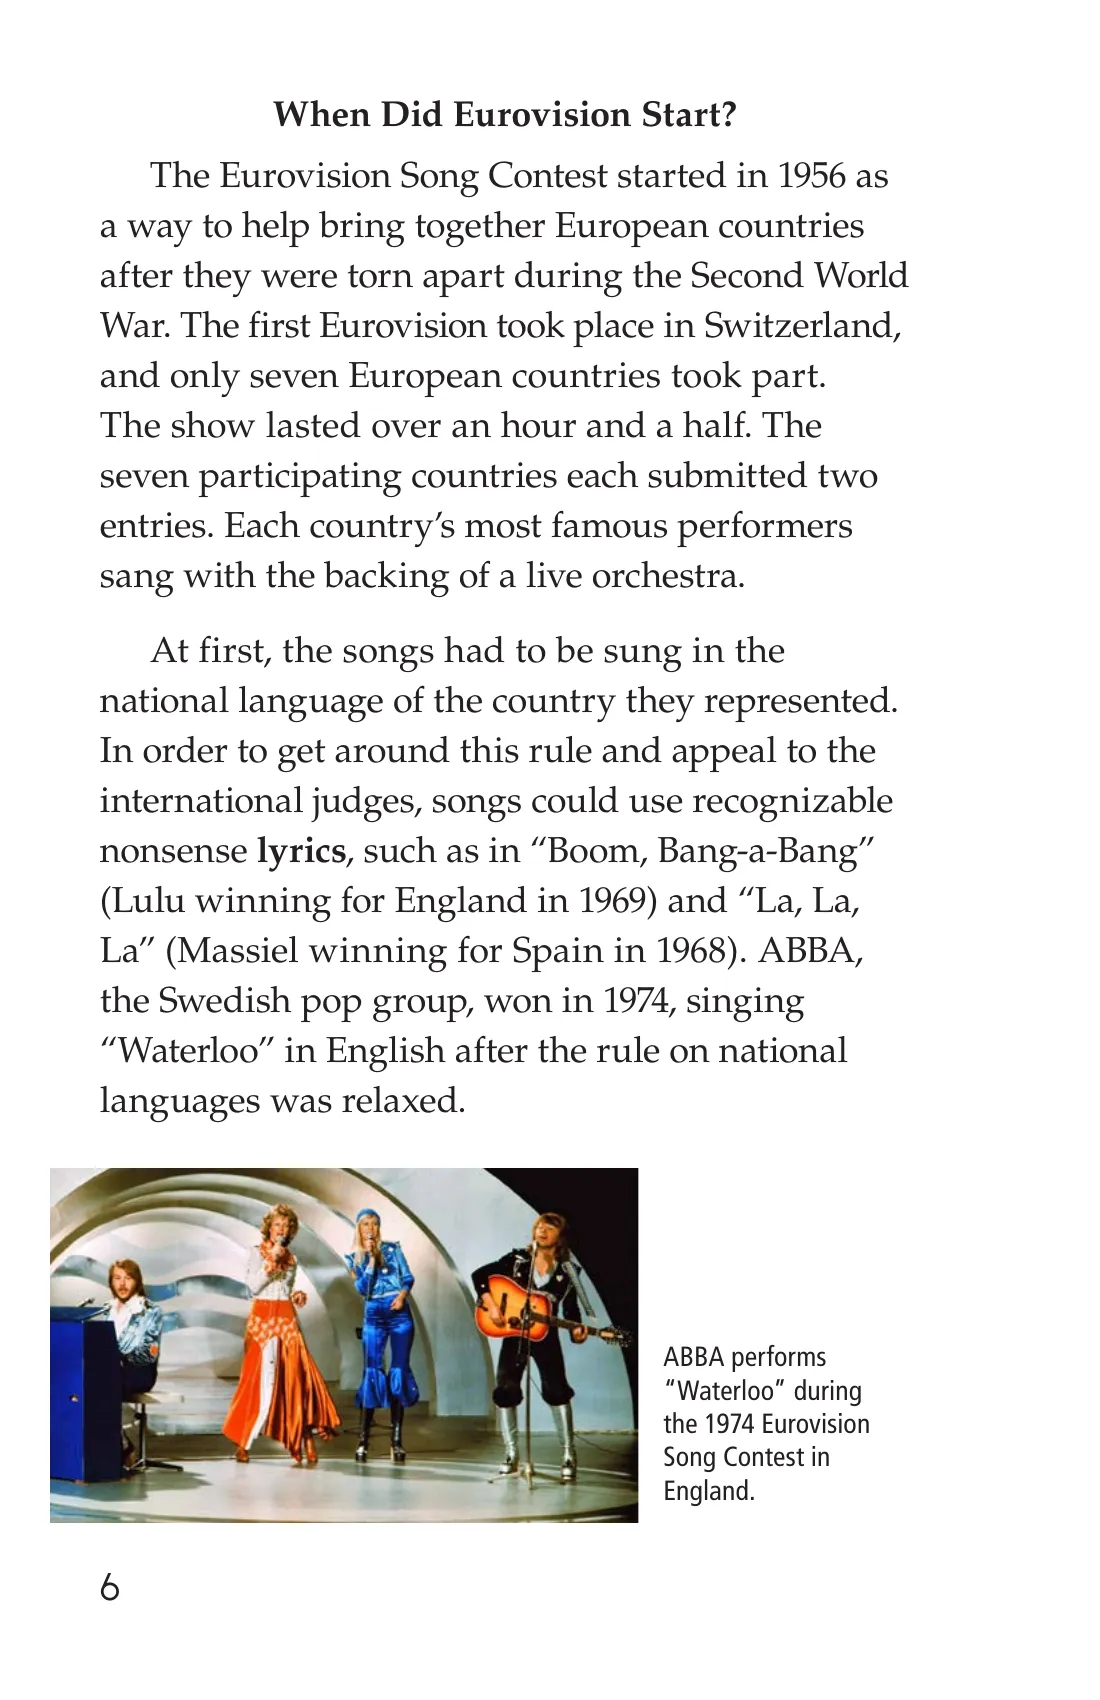 When Did Eurovision Start?
The Eurovision Song Contest started in 1956 as
a way to help bring together European countries
after they were torn apart during the Second World
War. The first Eurovision took place in Switzerland,
and only seven European countries took part.
The show lasted over an hour and a half. The
seven participating countries each submitted two
entries. Each country’s most famous performers
sang with the backing of a live orchestra.
At first, the songs had to be sung in the
national language of the country they represented.
In order to get around this rule and appeal to the
international judges, songs could use recognizable
nonsense lyrics, such as in “Boom, Bang-a-Bang”
(Lulu winning for England in 1969) and “La, La,
La” (Massiel winning for Spain in 1968). ABBA,
the Swedish pop group, won in 1974, singing
“Waterloo” in English after the rule on national
languages was relaxed.
ABBA performs
“Waterloo” during
the 1974 Eurovision
Song Contest in
England.
6